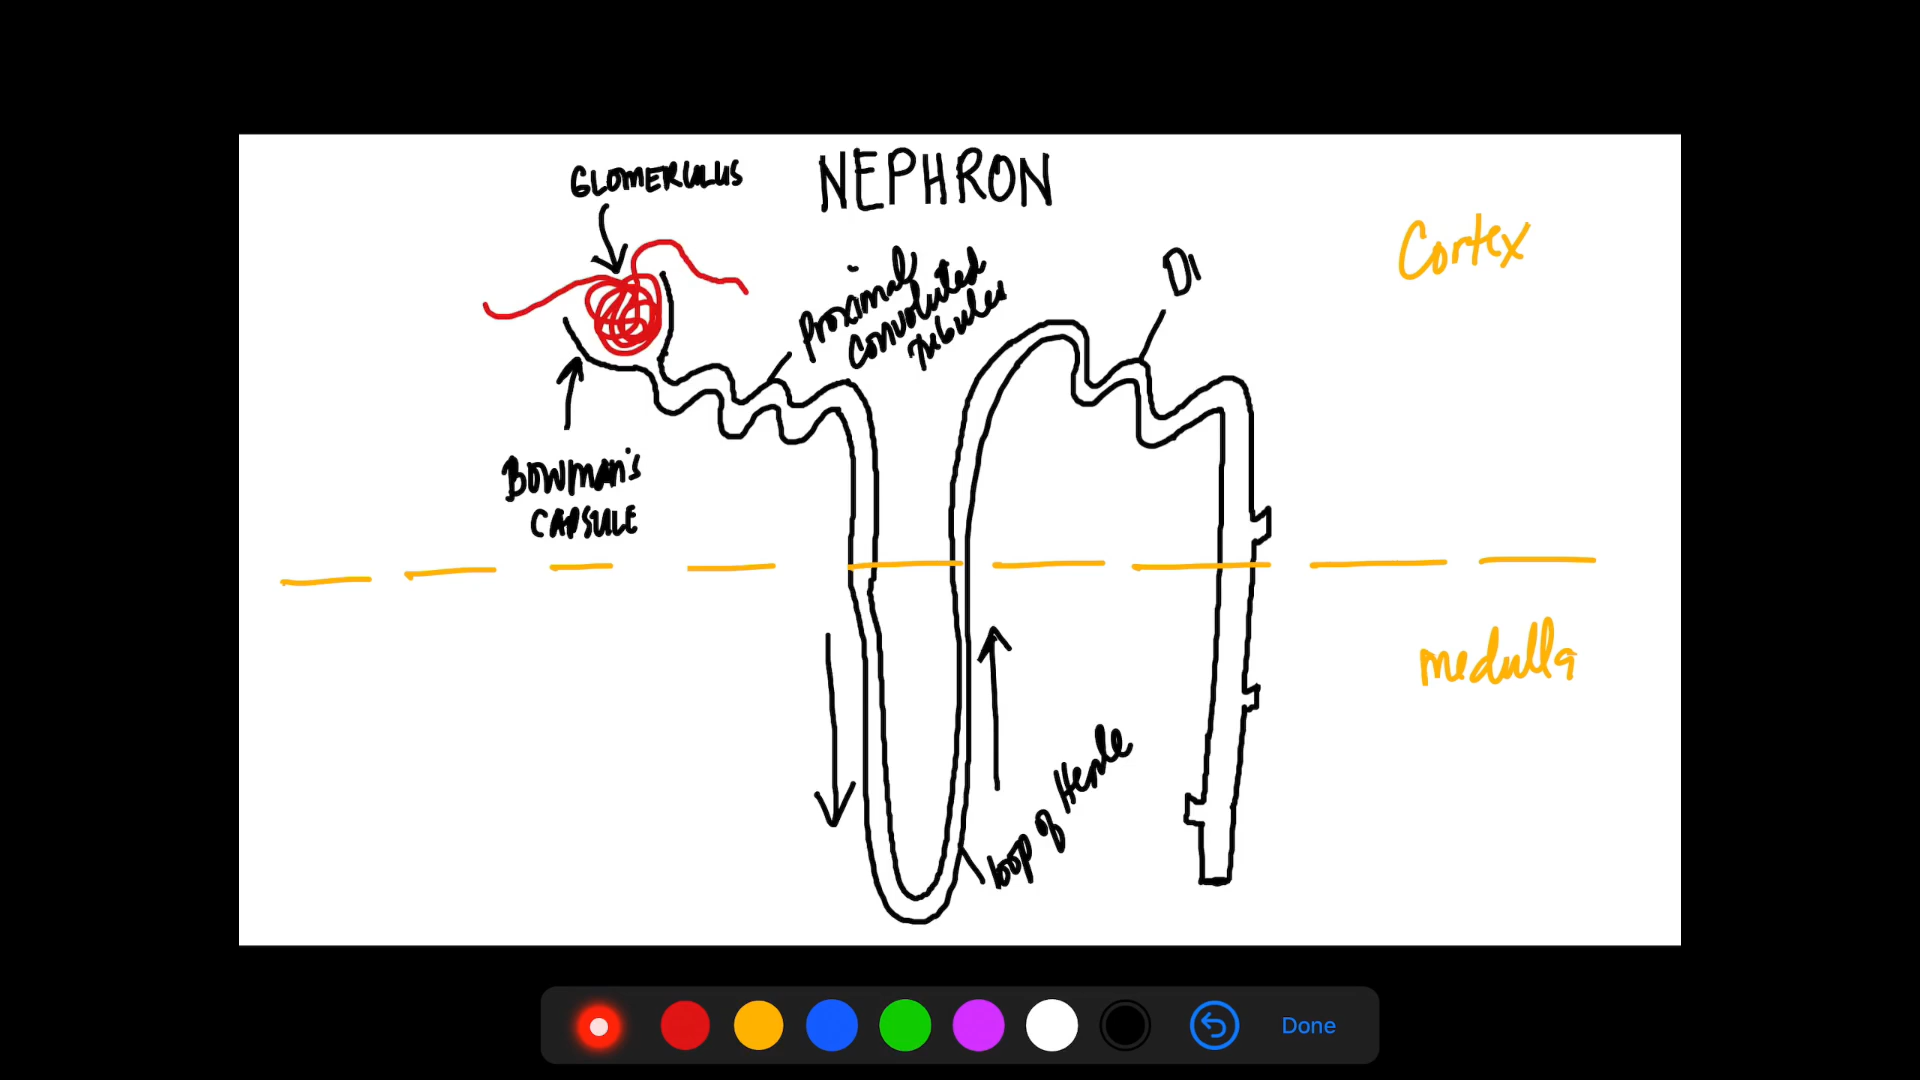 NEPHRON
GLOMERULUS
Cortex
Proximal
convoluted
tubules
DI
BOWMAN'S
CAPSULE
medulla
loop of Henle
Done